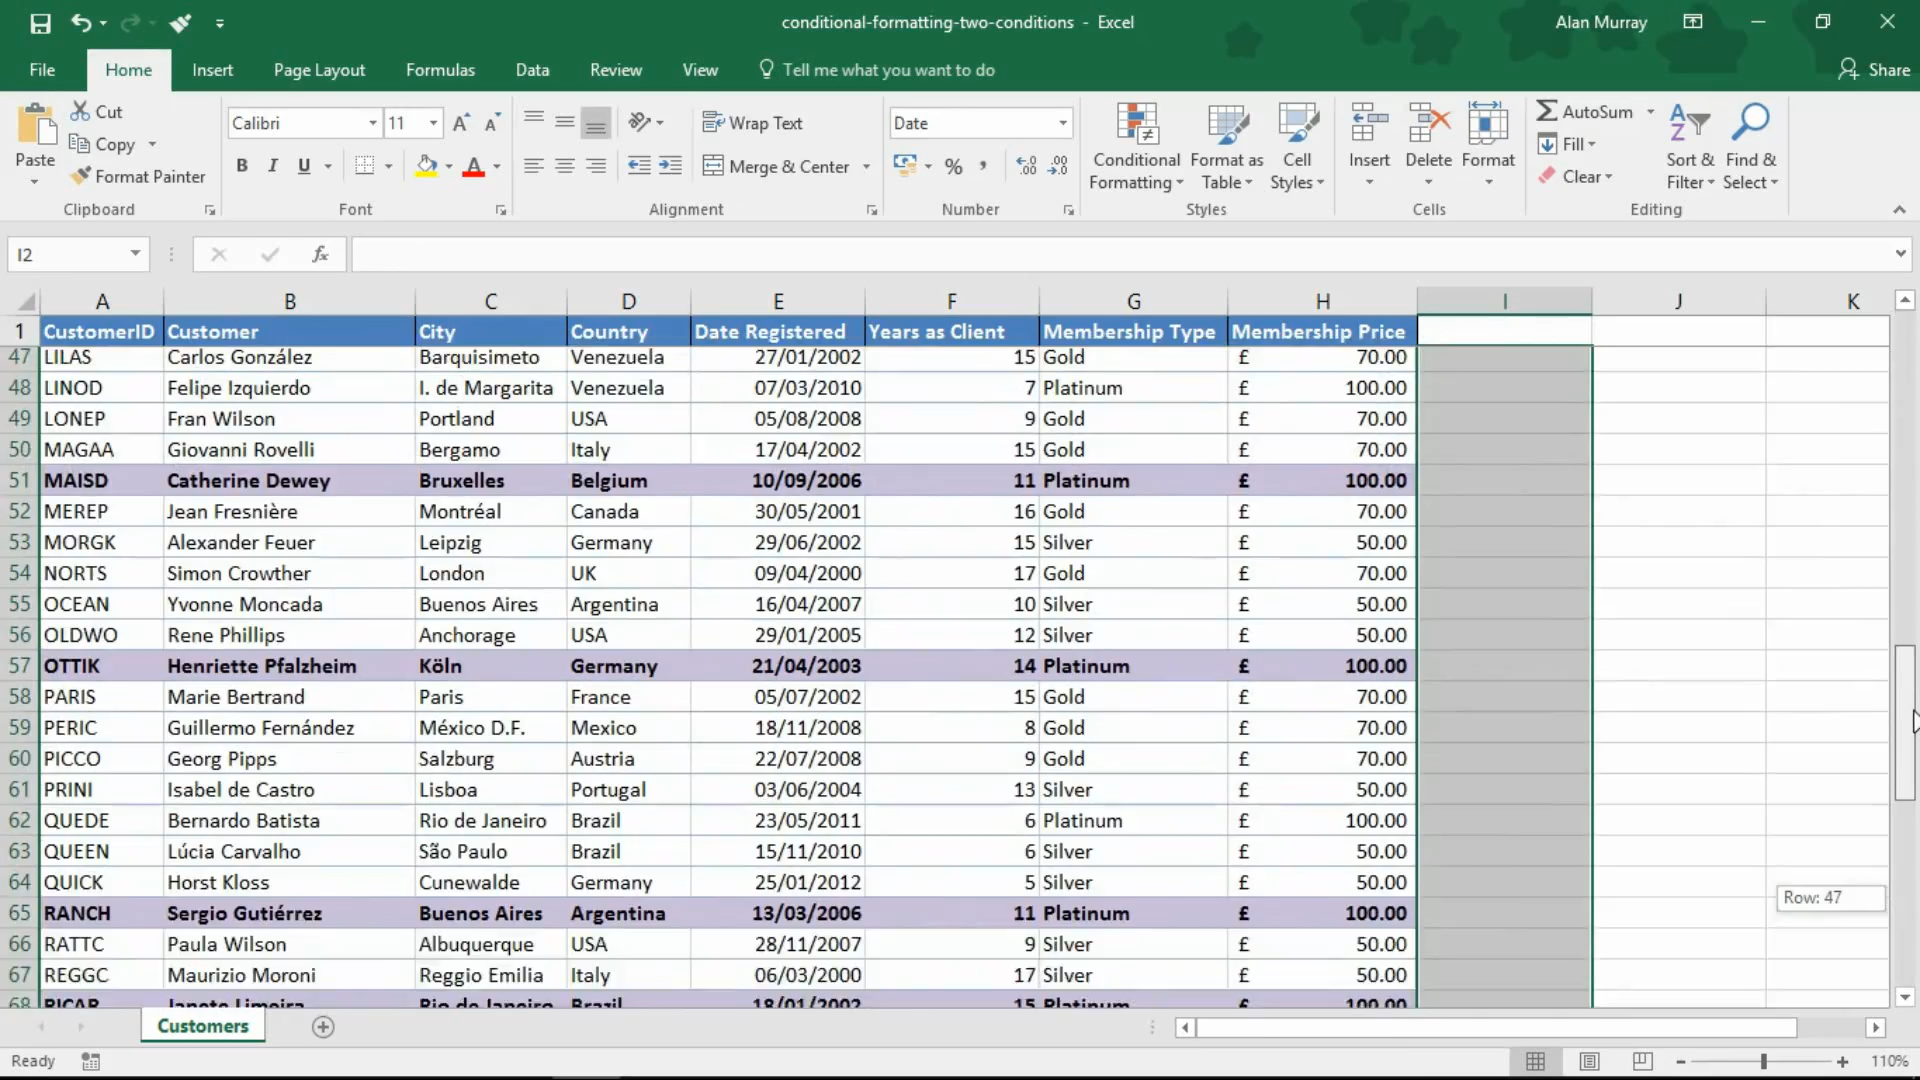 conditional-formatting-two-conditions - Excel
Alan Murray
File Home Insert Page Layout Formulas Data Review View Tell me what you want to do Share
Paste Cut Copy Format Painter Clipboard
Calibri 11 B I U A Font
Wrap Text Merge & Center Alignment
Date % , .00 Number
Conditional Formatting Format as Table Cell Styles Styles
Insert Delete Format Cells
AutoSum Fill Clear Sort & Filter Find & Select Editing
I2 fx
A B C D E F G H I J K
1 CustomerID Customer City Country Date Registered Years as Client Membership Type Membership Price
47 LILAS Carlos González Barquisimeto Venezuela 27/01/2002 15 Gold £ 70.00
48 LINOD Felipe Izquierdo I. de Margarita Venezuela 07/03/2010 7 Platinum £ 100.00
49 LONEP Fran Wilson Portland USA 05/08/2008 9 Gold £ 70.00
50 MAGAA Giovanni Rovelli Bergamo Italy 17/04/2002 15 Gold £ 70.00
51 MAISD Catherine Dewey Bruxelles Belgium 10/09/2006 11 Platinum £ 100.00
52 MEREP Jean Fresnière Montréal Canada 30/05/2001 16 Gold £ 70.00
53 MORGK Alexander Feuer Leipzig Germany 29/06/2002 15 Silver £ 50.00
54 NORTS Simon Crowther London UK 09/04/2000 17 Gold £ 70.00
55 OCEAN Yvonne Moncada Buenos Aires Argentina 16/04/2007 10 Silver £ 50.00
56 OLDWO Rene Phillips Anchorage USA 29/01/2005 12 Silver £ 50.00
57 OTTIK Henriette Pfalzheim Köln Germany 21/04/2003 14 Platinum £ 100.00
58 PARIS Marie Bertrand Paris France 05/07/2002 15 Gold £ 70.00
59 PERIC Guillermo Fernández México D.F. Mexico 18/11/2008 8 Gold £ 70.00
60 PICCO Georg Pipps Salzburg Austria 22/07/2008 9 Gold £ 70.00
61 PRINI Isabel de Castro Lisboa Portugal 03/06/2004 13 Silver £ 50.00
62 QUEDE Bernardo Batista Rio de Janeiro Brazil 23/05/2011 6 Platinum £ 100.00
63 QUEEN Lúcia Carvalho São Paulo Brazil 15/11/2010 6 Silver £ 50.00
64 QUICK Horst Kloss Cunewalde Germany 25/01/2012 5 Silver £ 50.00
65 RANCH Sergio Gutiérrez Buenos Aires Argentina 13/03/2006 11 Platinum £ 100.00
66 RATTC Paula Wilson Albuquerque USA 28/11/2007 9 Silver £ 50.00
67 REGGC Maurizio Moroni Reggio Emilia Italy 06/03/2000 17 Silver £ 50.00
68 RICAR Janete Limeira Rio de Janeiro Brazil 18/01/2002 15 Platinum £ 100.00
Row: 47
Customers
Ready 110%